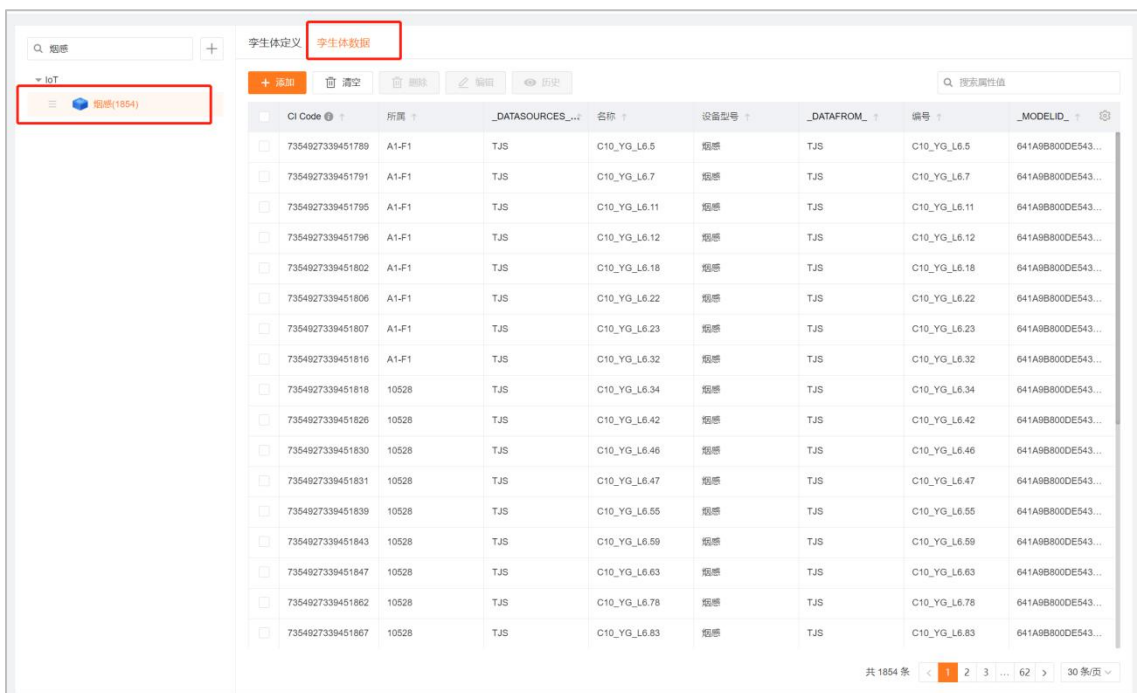 烟感
IoT
烟感(1854)
孪生体定义 孪生体数据
+ 添加 清空 删除 编辑 历史 搜索属性值
CI Code 所属 _DATASOURCES_... 名称 设备型号 _DATAFROM_ 编号 _MODELID_
7354927339451789 A1-F1 TJS C10_YG_L6.5 烟感 TJS C10_YG_L6.5 641A9B800DE543...
7354927339451791 A1-F1 TJS C10_YG_L6.7 烟感 TJS C10_YG_L6.7 641A9B800DE543...
7354927339451795 A1-F1 TJS C10_YG_L6.11 烟感 TJS C10_YG_L6.11 641A9B800DE543...
7354927339451796 A1-F1 TJS C10_YG_L6.12 烟感 TJS C10_YG_L6.12 641A9B800DE543...
7354927339451802 A1-F1 TJS C10_YG_L6.18 烟感 TJS C10_YG_L6.18 641A9B800DE543...
7354927339451806 A1-F1 TJS C10_YG_L6.22 烟感 TJS C10_YG_L6.22 641A9B800DE543...
7354927339451807 A1-F1 TJS C10_YG_L6.23 烟感 TJS C10_YG_L6.23 641A9B800DE543...
7354927339451816 A1-F1 TJS C10_YG_L6.32 烟感 TJS C10_YG_L6.32 641A9B800DE543...
7354927339451818 10528 TJS C10_YG_L6.34 烟感 TJS C10_YG_L6.34 641A9B800DE543...
7354927339451826 10528 TJS C10_YG_L6.42 烟感 TJS C10_YG_L6.42 641A9B800DE543...
7354927339451830 10528 TJS C10_YG_L6.46 烟感 TJS C10_YG_L6.46 641A9B800DE543...
7354927339451831 10528 TJS C10_YG_L6.47 烟感 TJS C10_YG_L6.47 641A9B800DE543...
7354927339451839 10528 TJS C10_YG_L6.55 烟感 TJS C10_YG_L6.55 641A9B800DE543...
7354927339451843 10528 TJS C10_YG_L6.59 烟感 TJS C10_YG_L6.59 641A9B800DE543...
7354927339451847 10528 TJS C10_YG_L6.63 烟感 TJS C10_YG_L6.63 641A9B800DE543...
7354927339451862 10528 TJS C10_YG_L6.78 烟感 TJS C10_YG_L6.78 641A9B800DE543...
7354927339451867 10528 TJS C10_YG_L6.83 烟感 TJS C10_YG_L6.83 641A9B800DE543...
共 1854 条 < 1 2 3 ... 62 > 30 条/页